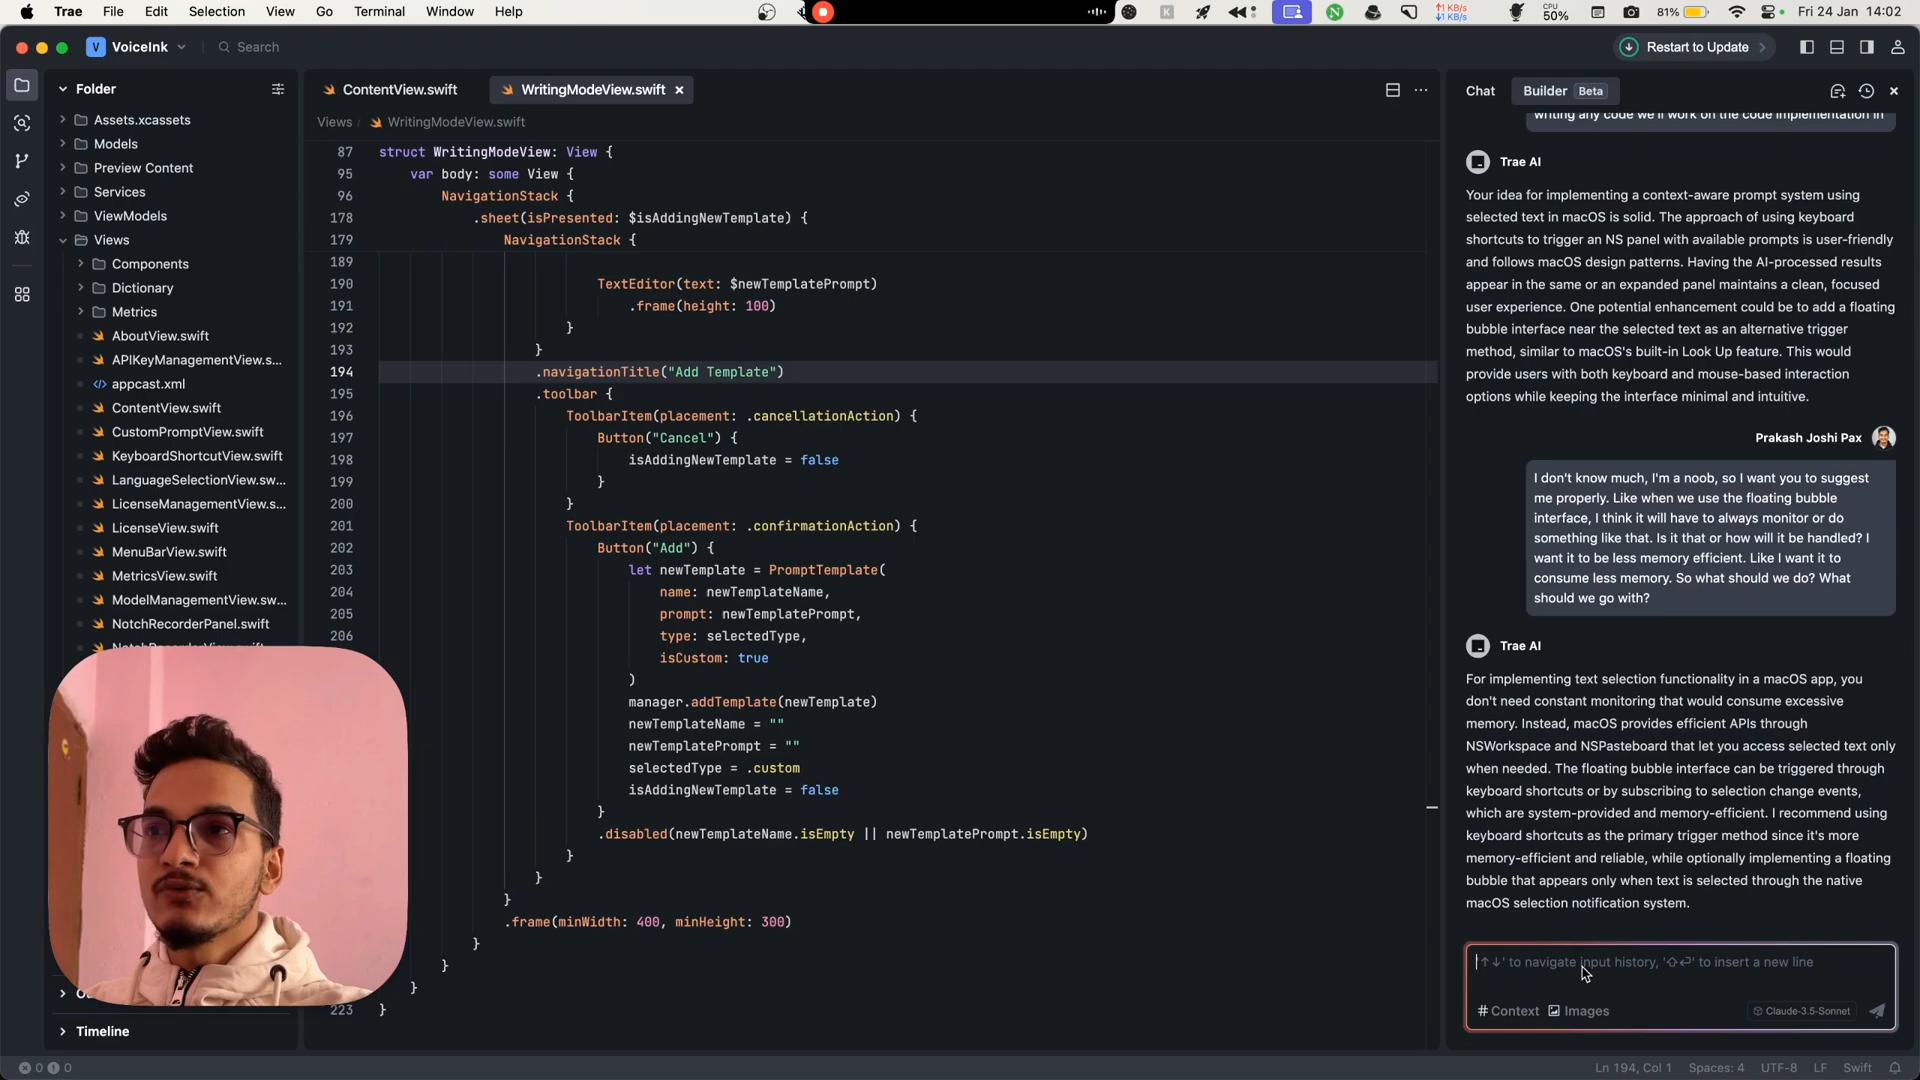 Trae File Edit Selection View Go Terminal Window Help
K N 1 KB/s 1 KB/s CPU 50% 81% Fri 24 Jan 14:02
V VoiceInk Search
Restart to Update
Folder
Assets.xcassets
Models
Preview Content
Services
ViewModels
Views
Components
Dictionary
Metrics
AboutView.swift
APIKeyManagementView.s...
appcast.xml
ContentView.swift
CustomPromptView.swift
KeyboardShortcutView.swift
LanguageSelectionView.sw...
LicenseManagementView.s...
LicenseView.swift
MenuBarView.swift
MetricsView.swift
ModelManagementView.sw...
NotchRecorderPanel.swift
Timeline
ContentView.swift WritingModeView.swift
Views / WritingModeView.swift
87 struct WritingModeView: View {
95 var body: some View {
96 NavigationStack {
178 .sheet(isPresented: $isAddingNewTemplate) {
179 NavigationStack {
189
190 TextEditor(text: $newTemplatePrompt)
191 .frame(height: 100)
192 }
193 }
194 .navigationTitle("Add Template")
195 .toolbar {
196 ToolbarItem(placement: .cancellationAction) {
197 Button("Cancel") {
198 isAddingNewTemplate = false
199 }
200 }
201 ToolbarItem(placement: .confirmationAction) {
202 Button("Add") {
203 let newTemplate = PromptTemplate(
204 name: newTemplateName,
205 prompt: newTemplatePrompt,
206 type: selectedType,
isCustom: true
)
manager.addTemplate(newTemplate)
newTemplateName = ""
newTemplatePrompt = ""
selectedType = .custom
isAddingNewTemplate = false
}
.disabled(newTemplateName.isEmpty || newTemplatePrompt.isEmpty)
}
}
}
.frame(minWidth: 400, minHeight: 300)
}
}
}
223 }
Chat Builder Beta
writing any code we'll work on the code implementation in
Trae AI
Your idea for implementing a context-aware prompt system using
selected text in macOS is solid. The approach of using keyboard
shortcuts to trigger an NS panel with available prompts is user-friendly
and follows macOS design patterns. Having the AI-processed results
appear in the same or an expanded panel maintains a clean, focused
user experience. One potential enhancement could be to add a floating
bubble interface near the selected text as an alternative trigger
method, similar to macOS's built-in Look Up feature. This would
provide users with both keyboard and mouse-based interaction
options while keeping the interface minimal and intuitive.
Prakash Joshi Pax
I don't know much, I'm a noob, so I want you to suggest
me properly. Like when we use the floating bubble
interface, I think it will have to always monitor or do
something like that. Is it that or how will it be handled? I
want it to be less memory efficient. Like I want it to
consume less memory. So what should we do? What
should we go with?
Trae AI
For implementing text selection functionality in a macOS app, you
don't need constant monitoring that would consume excessive
memory. Instead, macOS provides efficient APIs through
NSWorkspace and NSPasteboard that let you access selected text only
when needed. The floating bubble interface can be triggered through
keyboard shortcuts or by subscribing to selection change events,
which are system-provided and memory-efficient. I recommend using
keyboard shortcuts as the primary trigger method since it's more
memory-efficient and reliable, while optionally implementing a floating
bubble that appears only when text is selected through the native
macOS selection notification system.
'↑↓' to navigate input history, '⇧⏎' to insert a new line
# Context Images Claude-3.5-Sonnet
0 0 Ln 194, Col 1 Spaces: 4 UTF-8 LF Swift